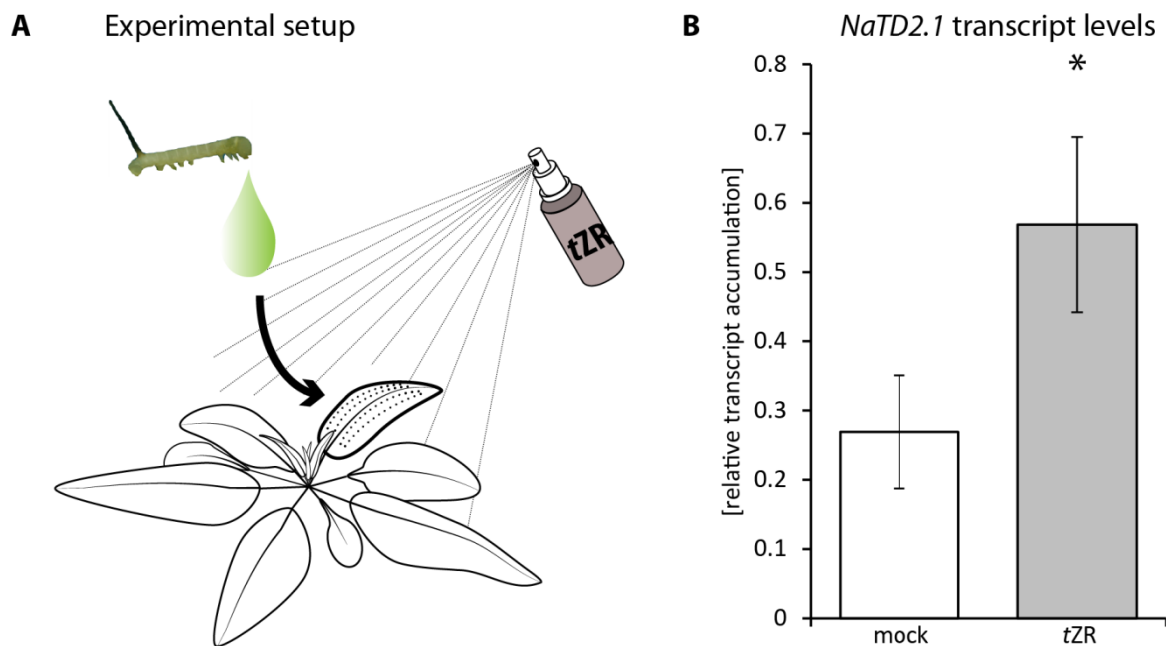 A Experimental setup
tZR
B NaTD2.1 transcript levels
[relative transcript accumulation]
0.8
0.7
0.6
0.5
0.4
0.3
0.2
0.1
0
*
mock tZR